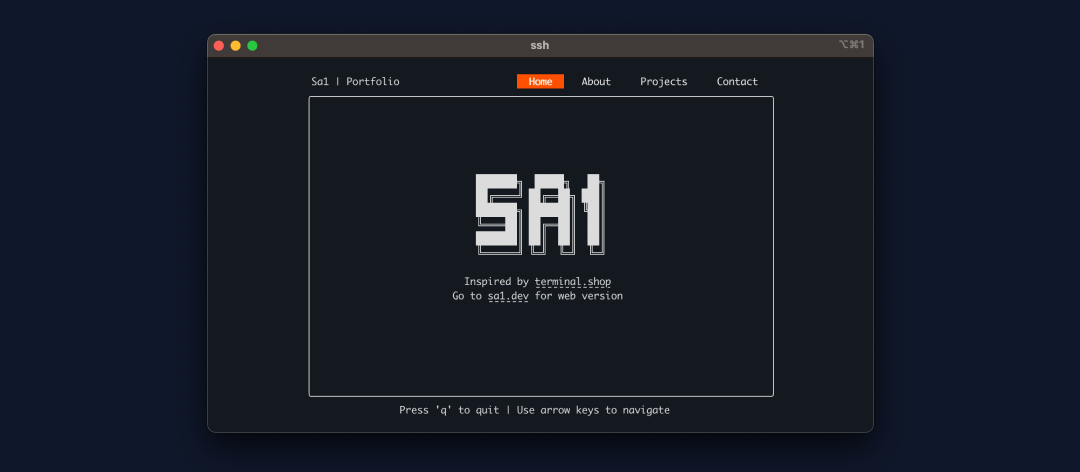 ssh
⌥⌘1
Sa1 | Portfolio Home About Projects Contact
SA1
Inspired by terminal.shop
Go to sa1.dev for web version
Press 'q' to quit | Use arrow keys to navigate